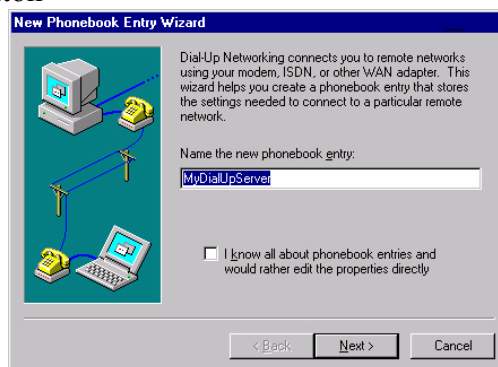 New Phonebook Entry Wizard
Dial-Up Networking connects you to remote networks
using your modem, ISDN, or other WAN adapter. This
wizard helps you create a phonebook entry that stores
the settings needed to connect to a particular remote
network.
Name the new phonebook entry:
MyDialUpServer
I know all about phonebook entries and
would rather edit the properties directly
< Back
Next >
Cancel